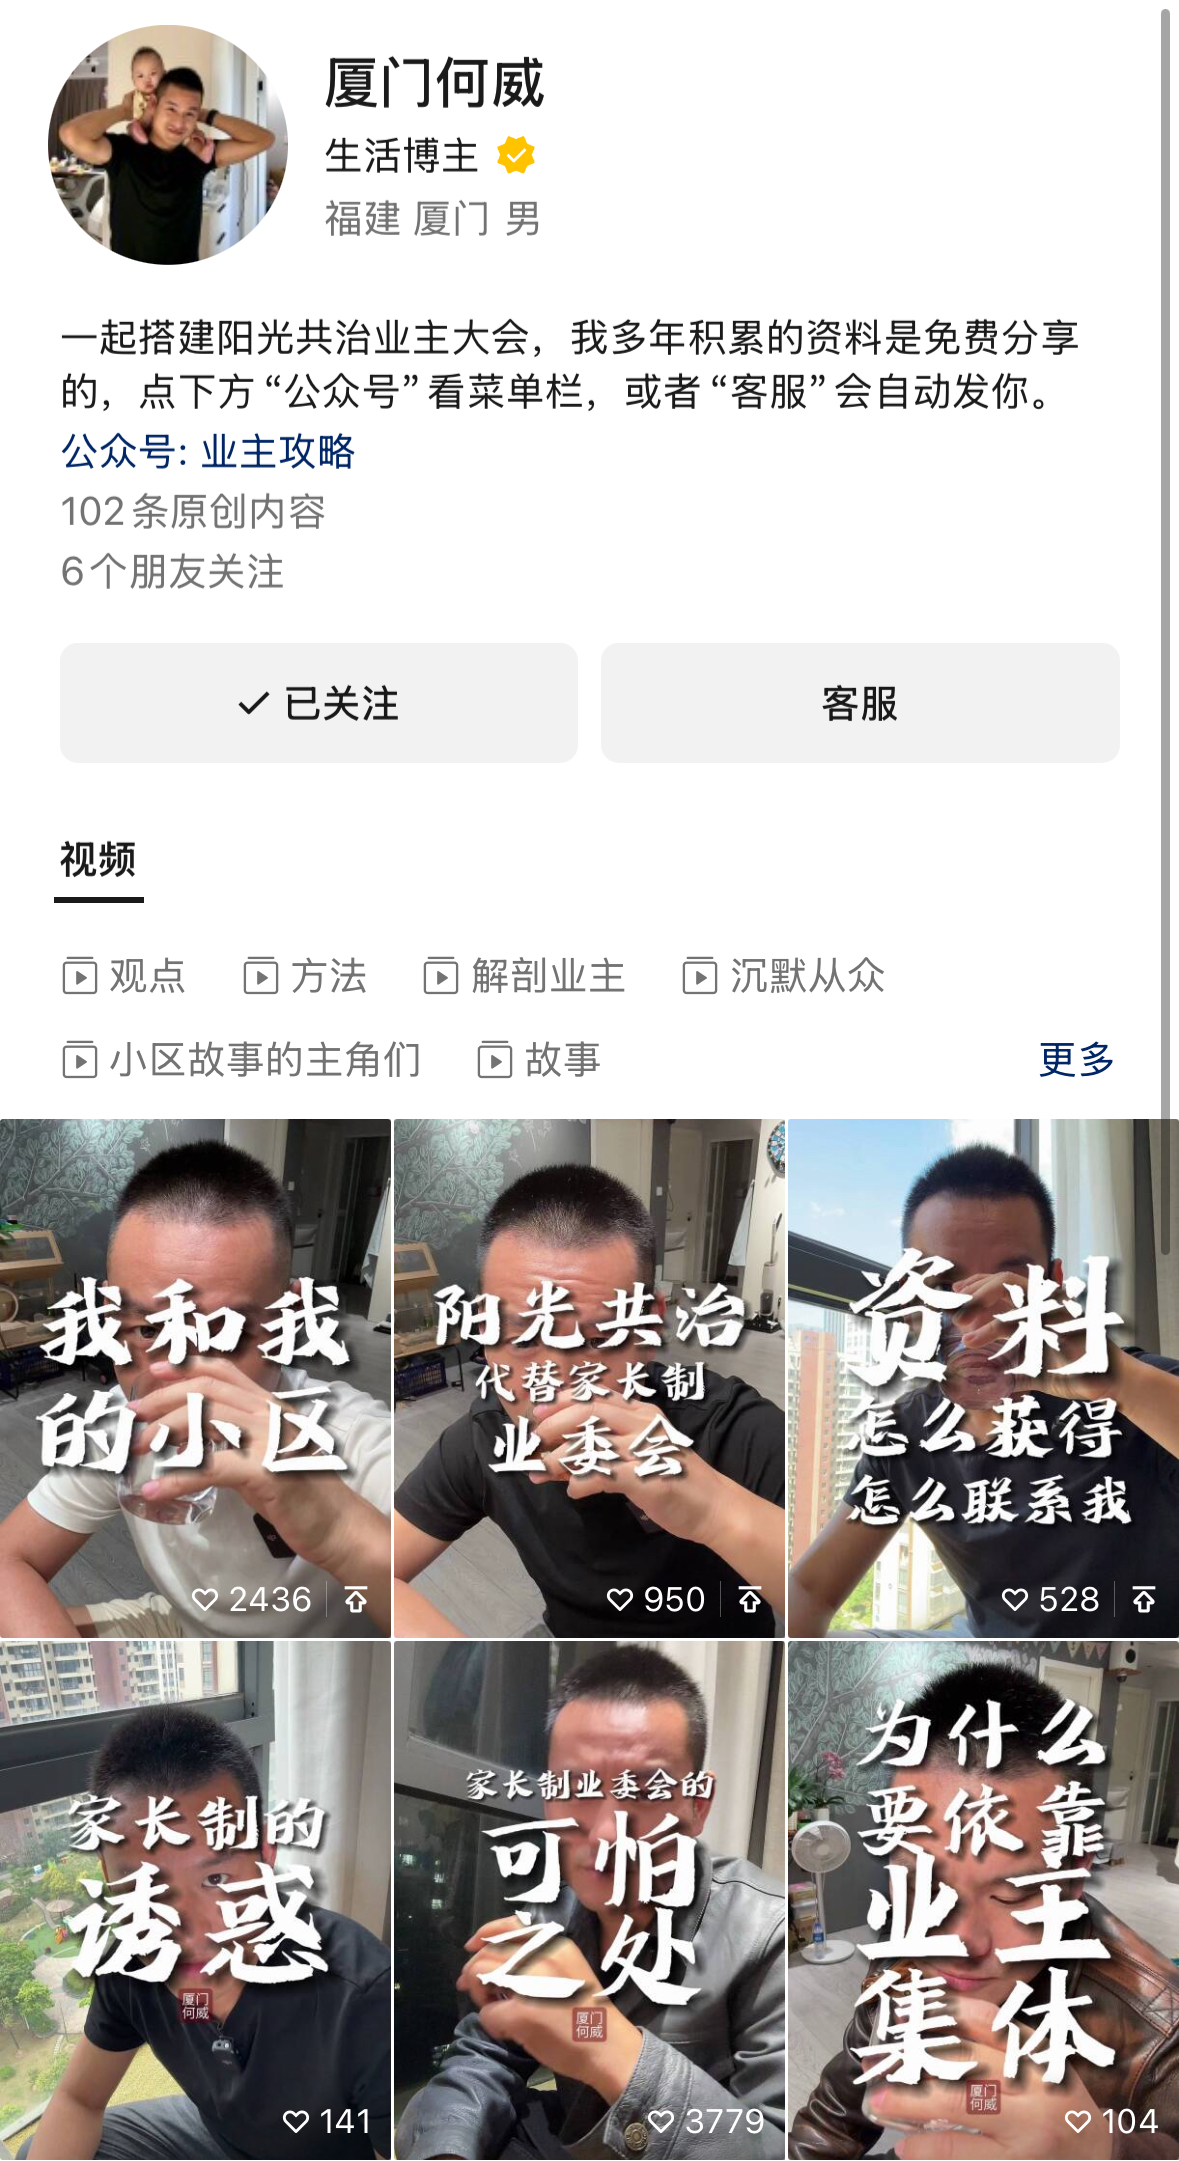 厦门何威
生活博主
福建 厦门 男
一起搭建阳光共治业主大会，我多年积累的资料是免费分享
的，点下方“公众号”看菜单栏，或者“客服”会自动发你。
公众号: 业主攻略
102条原创内容
6个朋友关注
已关注
客服
视频
观点
方法
解剖业主
沉默从众
小区故事的主角们
故事
更多
我和我
的小区
2436
阳光共治
代替家长制
业委会
950
资料
怎么获得
怎么联系我
528
家长制的
诱惑
厦门
何威
141
家长制业委会的
可怕
之处
厦门
何威
3779
为什么
要依靠
业主
集体
厦门
何威
104